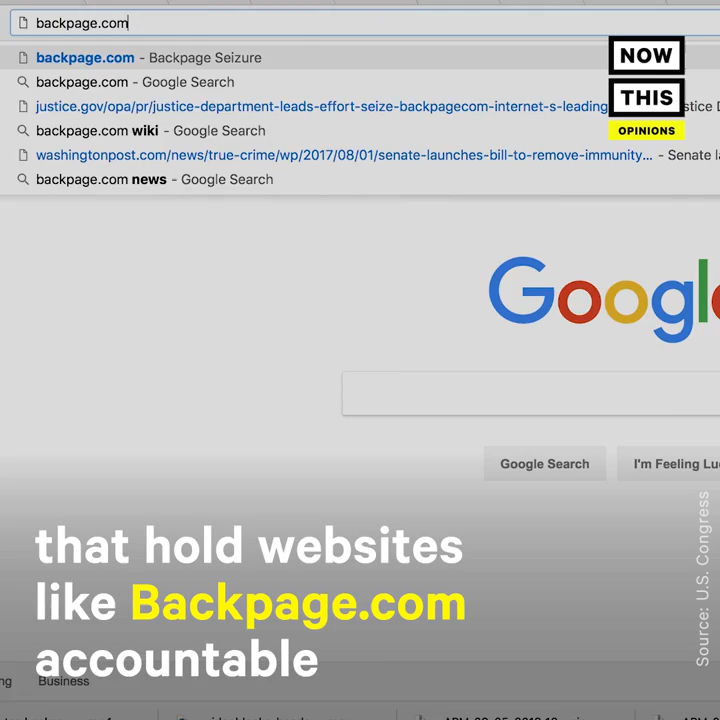 backpage.com
backpage.com - Backpage Seizure
backpage.com - Google Search
justice.gov/opa/pr/justice-department-leads-effort-seize-backpagecom-internet-s-leading
backpage.com wiki - Google Search
washingtonpost.com/news/true-crime/wp/2017/08/01/senate-launches-bill-to-remove-immunity... - Senate la
backpage.com news - Google Search
NOW
THIS
OPINIONS
Google
Google Search
I'm Feeling Luc
that hold websites
like Backpage.com
accountable
Source: U.S. Congress
Business